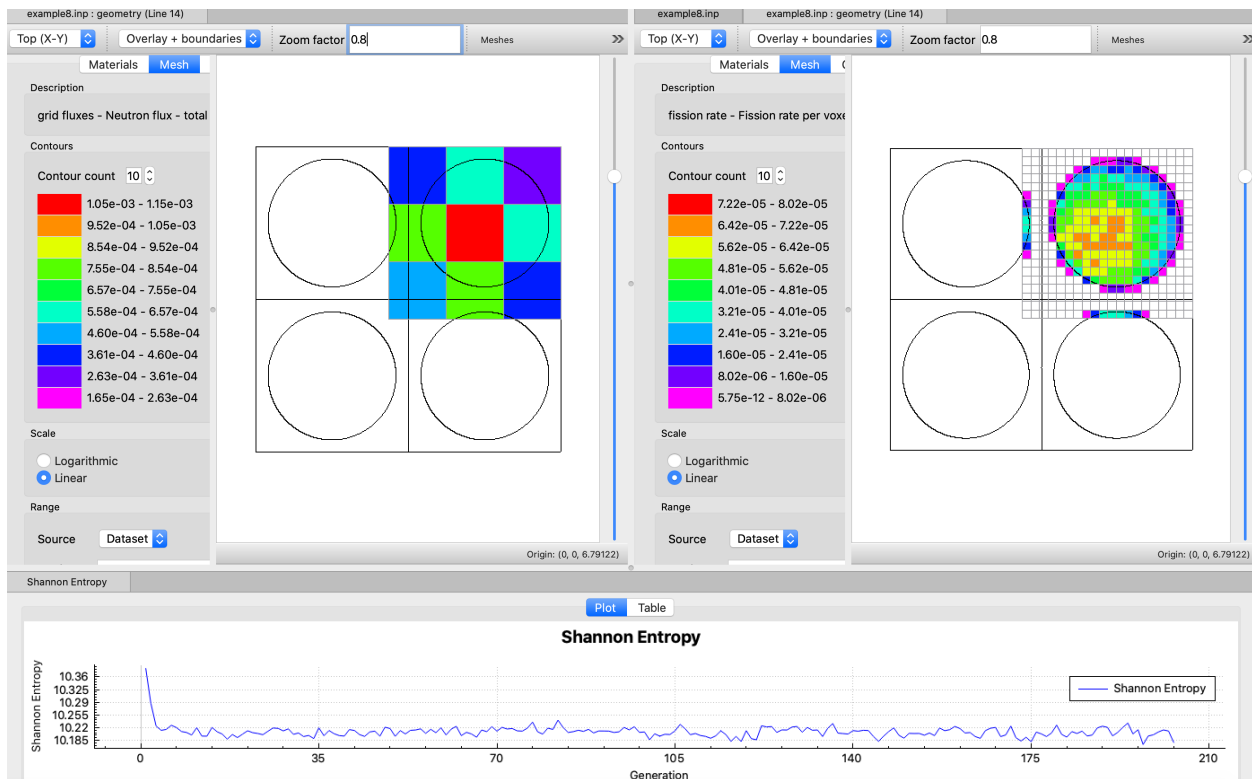 example8.inp : geometry (Line 14)
Top (X-Y) Overlay + boundaries Zoom factor 0.8 Meshes »
Materials Mesh
Description
grid fluxes - Neutron flux - total
Contours
Contour count 10
1.05e-03 - 1.15e-03
9.52e-04 - 1.05e-03
8.54e-04 - 9.52e-04
7.55e-04 - 8.54e-04
6.57e-04 - 7.55e-04
5.58e-04 - 6.57e-04
4.60e-04 - 5.58e-04
3.61e-04 - 4.60e-04
2.63e-04 - 3.61e-04
1.65e-04 - 2.63e-04
Scale
Logarithmic
Linear
Range
Source Dataset
Origin: (0, 0, 6.79122)
example8.inp example8.inp : geometry (Line 14)
Top (X-Y) Overlay + boundaries Zoom factor 0.8 Meshes »
Materials Mesh
Description
fission rate - Fission rate per voxe
Contours
Contour count 10
7.22e-05 - 8.02e-05
6.42e-05 - 7.22e-05
5.62e-05 - 6.42e-05
4.81e-05 - 5.62e-05
4.01e-05 - 4.81e-05
3.21e-05 - 4.01e-05
2.41e-05 - 3.21e-05
1.60e-05 - 2.41e-05
8.02e-06 - 1.60e-05
5.75e-12 - 8.02e-06
Scale
Logarithmic
Linear
Range
Source Dataset
Origin: (0, 0, 6.79122)
Shannon Entropy
Plot Table
Shannon Entropy
Shannon Entropy
10.36
10.325
10.29
10.255
10.22
10.185
Shannon Entropy
0 35 70 105 140 175 210
Generation